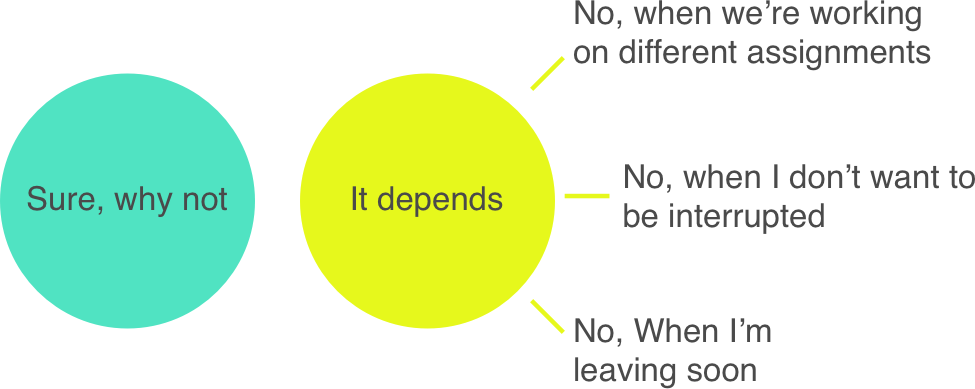 Sure, why not
It depends
No, when we’re working
on different assignments
No, when I don’t want to
be interrupted
No, When I’m
leaving soon